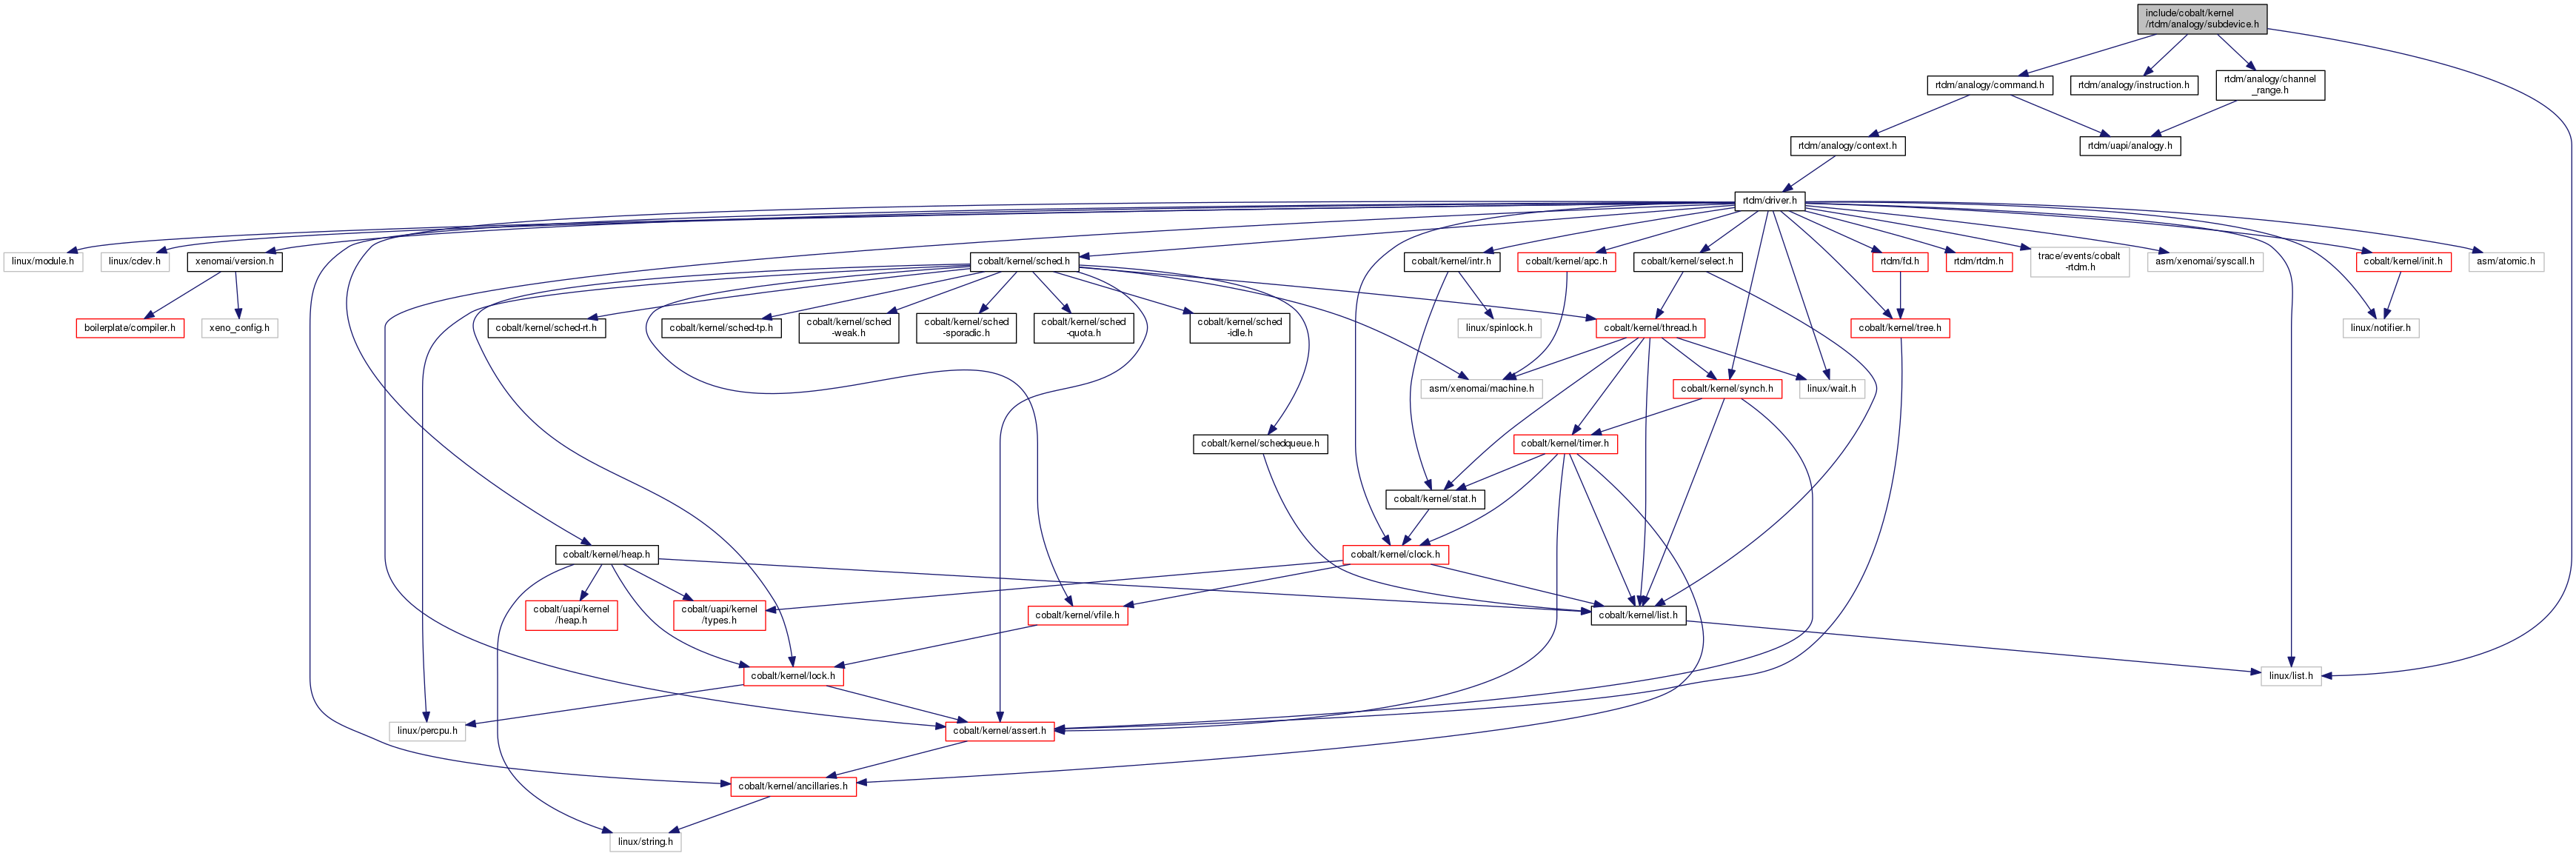 include/cobalt/kernel
/rtdm/analogy/subdevice.h
rtdm/analogy/command.h
rtdm/analogy/instruction.h
rtdm/analogy/channel
_range.h
rtdm/analogy/context.h
rtdm/uapi/analogy.h
rtdm/driver.h
linux/module.h
linux/cdev.h
xenomai/version.h
cobalt/kernel/sched.h
cobalt/kernel/intr.h
cobalt/kernel/apc.h
cobalt/kernel/select.h
rtdm/fd.h
rtdm/rtdm.h
trace/events/cobalt
-rtdm.h
asm/xenomai/syscall.h
cobalt/kernel/init.h
asm/atomic.h
boilerplate/compiler.h
xeno_config.h
cobalt/kernel/sched-rt.h
cobalt/kernel/sched-tp.h
cobalt/kernel/sched
-weak.h
cobalt/kernel/sched
-sporadic.h
cobalt/kernel/sched
-quota.h
cobalt/kernel/sched
-idle.h
linux/spinlock.h
cobalt/kernel/thread.h
cobalt/kernel/tree.h
linux/notifier.h
asm/xenomai/machine.h
cobalt/kernel/synch.h
linux/wait.h
cobalt/kernel/schedqueue.h
cobalt/kernel/timer.h
cobalt/kernel/stat.h
cobalt/kernel/heap.h
cobalt/kernel/clock.h
cobalt/uapi/kernel
/heap.h
cobalt/uapi/kernel
/types.h
cobalt/kernel/vfile.h
cobalt/kernel/list.h
cobalt/kernel/lock.h
linux/list.h
linux/percpu.h
cobalt/kernel/assert.h
cobalt/kernel/ancillaries.h
linux/string.h